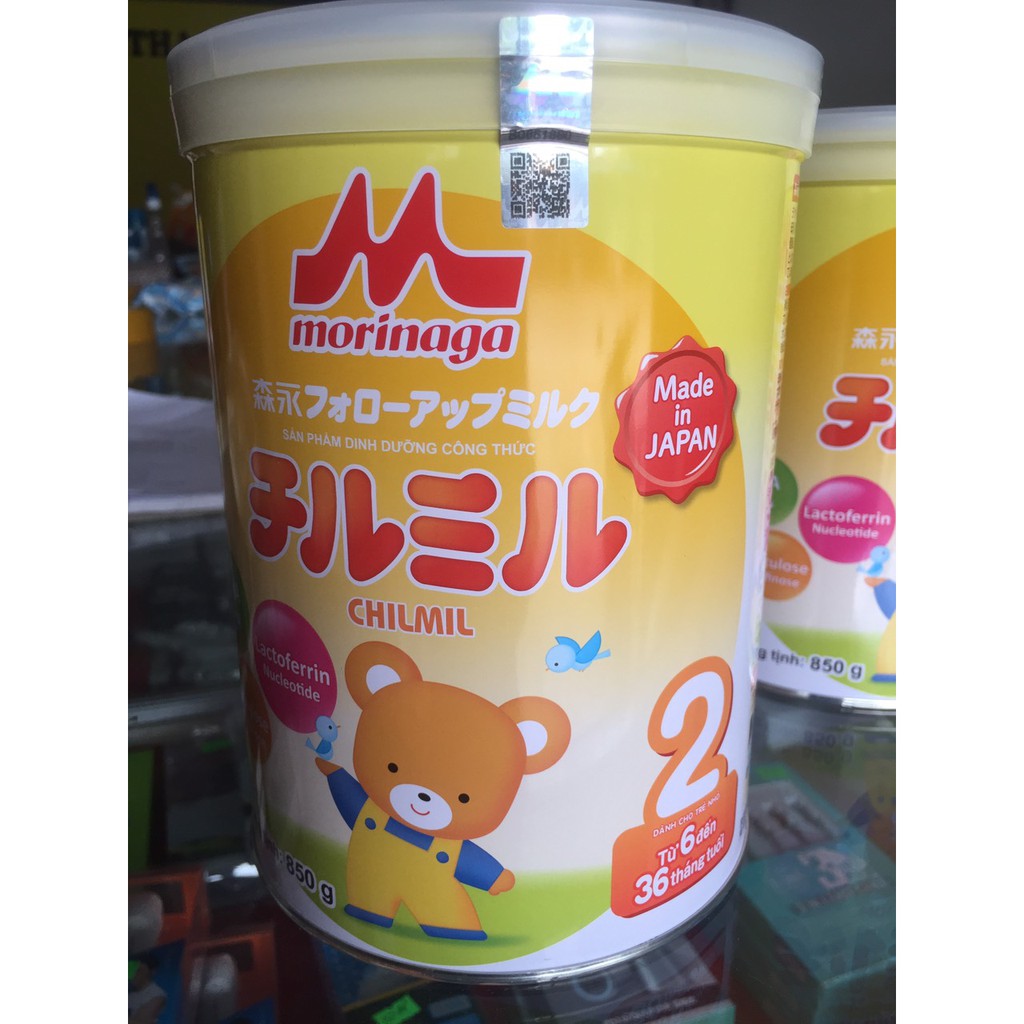 morinaga
森永フォローアップミルク
SẢN PHẨM DINH DƯỠNG CÔNG THỨC
チルミル
CHILMIL
Made
in
JAPAN
Lactoferrin
Nucleotide
2
DÀNH CHO TRẺ NHỎ
Từ 6 đến
36 tháng tuổi
850 g
森永
Lactoferrin
Nucleotide
tịnh: 850 g